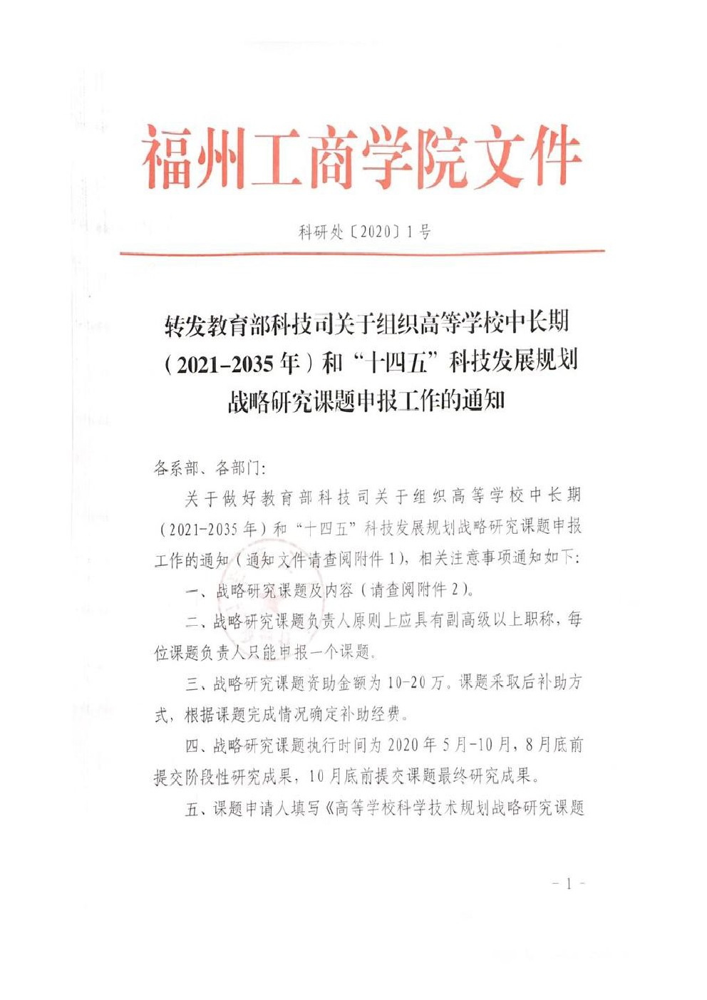 福州工商学院文件
科研处〔2020〕1号
转发教育部科技司关于组织高等学校中长期
（2021-2035年）和“十四五”科技发展规划
战略研究课题申报工作的通知
各系部、各部门：
关于做好教育部科技司关于组织高等学校中长期
（2021-2035年）和“十四五”科技发展规划战略研究课题申报
工作的通知（通知文件请查阅附件1），相关注意事项通知如下：
一、战略研究课题及内容（请查阅附件2）。
二、战略研究课题负责人原则上应具有副高级以上职称，每
位课题负责人只能申报一个课题。
三、战略研究课题资助金额为10-20万。课题采取后补助方
式，根据课题完成情况确定补助经费。
四、战略研究课题执行时间为2020年5月-10月，8月底前
提交阶段性研究成果，10月底前提交课题最终研究成果。
五、课题申请人填写《高等学校科学技术规划战略研究课题
- 1 -